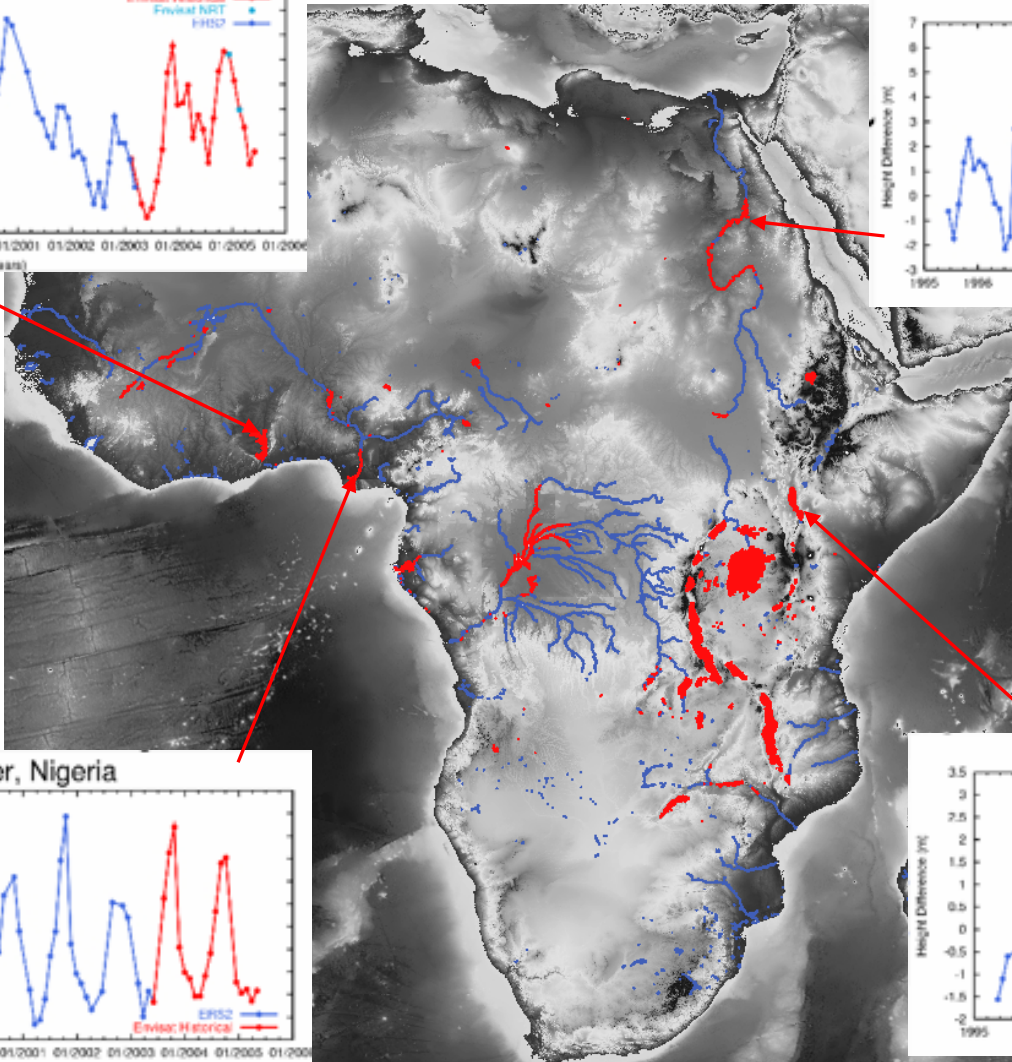 Envisat NRT
ERS2
01/2001 01/2002 01/2003 01/2004 01/2005 01/2006
ears)
Height Difference (m)
7
6
5
4
3
2
1
0
-1
-2
-3
1995 1996
er, Nigeria
ERS2
Envisat Historical
01/2001 01/2002 01/2003 01/2004 01/2005
Height Difference (m)
3.5
3
2.5
2
1.5
1
0.5
0
-0.5
-1
-1.5
-2
1995